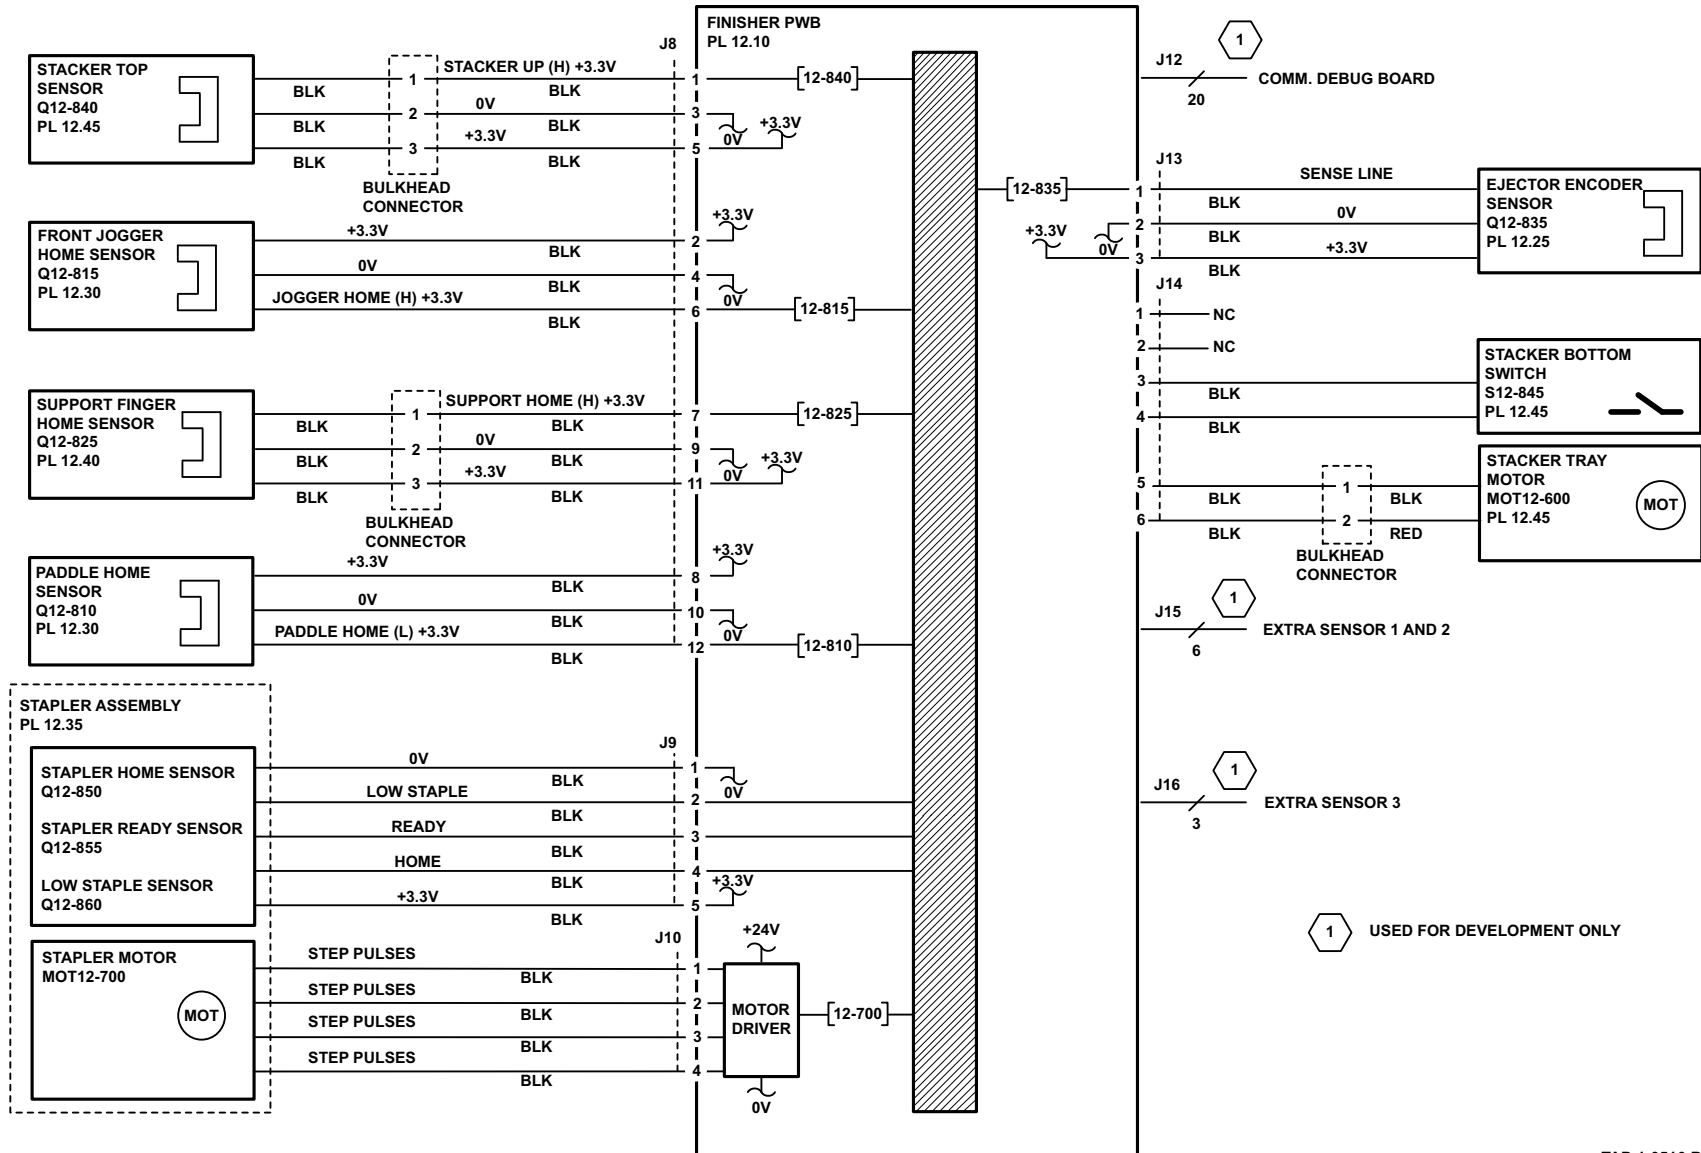 FINISHER PWB
PL 12.10
J8
STACKER TOP
SENSOR
Q12-840
PL 12.45
BLK
BLK
BLK
1
2
3
BULKHEAD
CONNECTOR
STACKER UP (H) +3.3V
BLK
0V
BLK
+3.3V
BLK
1
3
5
0V
+3.3V
[12-840]
FRONT JOGGER
HOME SENSOR
Q12-815
PL 12.30
+3.3V
BLK
0V
BLK
JOGGER HOME (H) +3.3V
BLK
2
4
6
+3.3V
0V
[12-815]
SUPPORT FINGER
HOME SENSOR
Q12-825
PL 12.40
BLK
BLK
BLK
1
2
3
BULKHEAD
CONNECTOR
SUPPORT HOME (H) +3.3V
BLK
0V
BLK
+3.3V
BLK
7
9
11
0V
+3.3V
[12-825]
PADDLE HOME
SENSOR
Q12-810
PL 12.30
+3.3V
BLK
0V
BLK
PADDLE HOME (L) +3.3V
BLK
8
10
12
+3.3V
0V
[12-810]
STAPLER ASSEMBLY
PL 12.35
STAPLER HOME SENSOR
Q12-850
STAPLER READY SENSOR
Q12-855
LOW STAPLE SENSOR
Q12-860
J9
0V
BLK
LOW STAPLE
BLK
READY
BLK
HOME
BLK
+3.3V
BLK
1
2
3
4
5
0V
+3.3V
STAPLER MOTOR
MOT12-700
MOT
J10
STEP PULSES
BLK
STEP PULSES
BLK
STEP PULSES
BLK
STEP PULSES
BLK
1
2
3
4
+24V
MOTOR
DRIVER
0V
[12-700]
J12
1
20
COMM. DEBUG BOARD
J13
[12-835]
1
2
3
+3.3V
0V
SENSE LINE
BLK
0V
BLK
+3.3V
BLK
EJECTOR ENCODER
SENSOR
Q12-835
PL 12.25
J14
1
NC
2
NC
3
BLK
4
BLK
STACKER BOTTOM
SWITCH
S12-845
PL 12.45
5
BLK
6
BLK
1
2
BULKHEAD
CONNECTOR
BLK
RED
STACKER TRAY
MOTOR
MOT12-600
PL 12.45
MOT
J15
1
6
EXTRA SENSOR 1 AND 2
J16
1
3
EXTRA SENSOR 3
1
USED FOR DEVELOPMENT ONLY